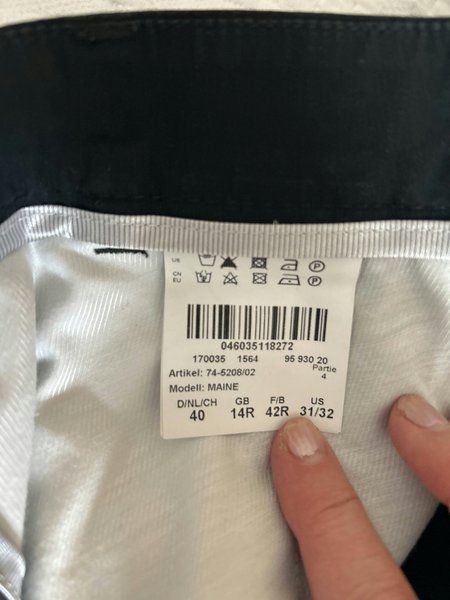 US
CN
EU
P
P
046035118272
170035 1564 95 930 20
Partie
4
Artikel: 74-5208/02
Modell: MAINE
D/NL/CH GB F/B US
40 14R 42R 31/32